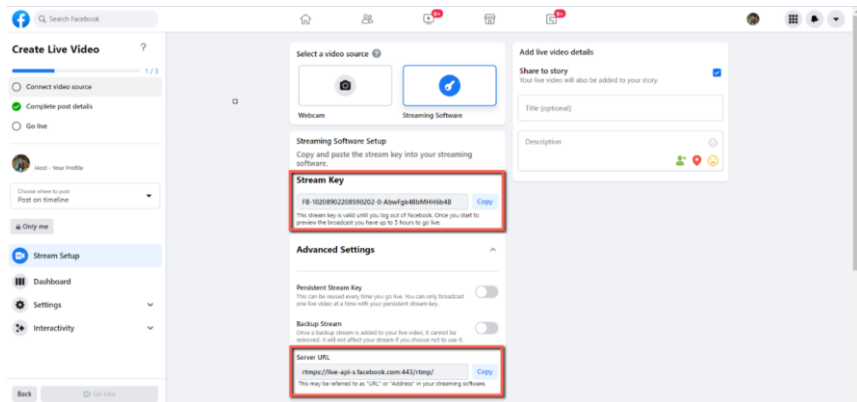 Search Facebook
9+
9+
Create Live Video
?
1 / 3
Connect video source
Complete post details
Go live
Host - Your Profile
Choose where to post
Post on timeline
Only me
Stream Setup
Dashboard
Settings
Interactivity
Back
Go Live
Select a video source
Webcam
Streaming Software
Streaming Software Setup
Copy and paste the stream key into your streaming
software.
Stream Key
Copy
This stream key is valid until you log out of Facebook. Once you start to
preview the broadcast you have up to 5 hours to go live.
Advanced Settings
Persistent Stream Key
This can be reused every time you go live. You can only broadcast
one live video at a time with your persistent stream key.
Backup Stream
Once a backup stream is added to your live video, it cannot be
removed. It will not affect your stream if you choose not to use it.
Server URL
rtmps://live-api-s.facebook.com:443/rtmp/
Copy
This may be referred to as "URL" or "Address" in your streaming software.
Add live video details
Share to story
Your live video will also be added to your story.
Title (optional)
Description